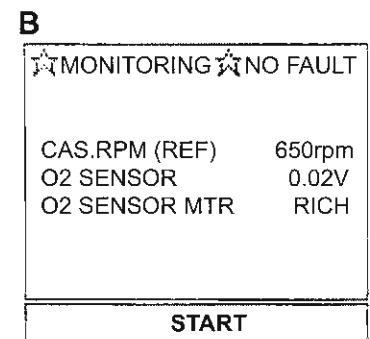 B
☆MONITORING☆NO FAULT
CAS.RPM (REF) 650rpm
O2 SENSOR 0.02V
O2 SENSOR MTR RICH
START